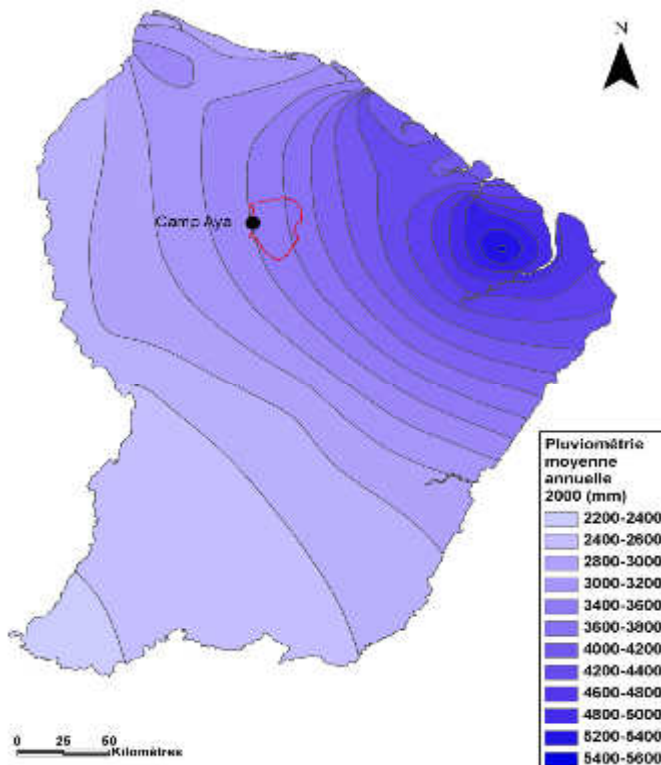 N
Camp Aya
Pluviométrie
moyenne
annuelle
2000 (mm)
2200-2400
2400-2600
2800-3000
3000-3200
3400-3600
3600-3800
4000-4200
4200-4400
4600-4800
4800-5000
5200-5400
5400-5600
0 25 50
Kilomètres